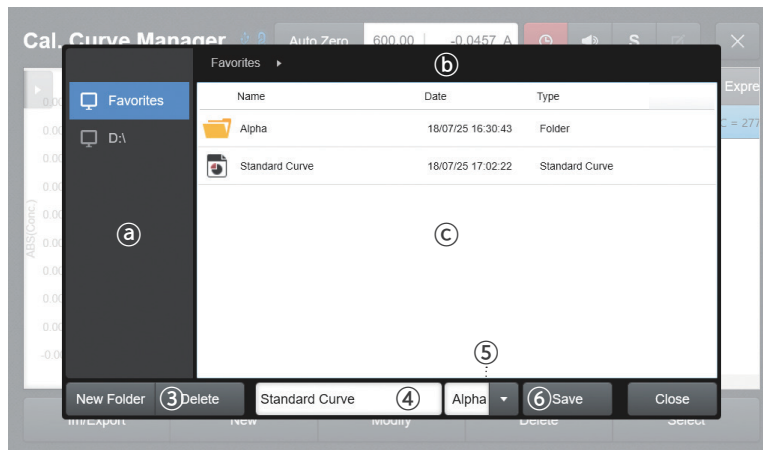 Cal. Curve Manager Auto Zero 600.00 -0.0457 A S
Favorites ⓑ
Expre
Favorites
D:\
Name Date Type
Alpha 18/07/25 16:30:43 Folder
Standard Curve 18/07/25 17:02:22 Standard Curve
C = 277
0.00
0.00
0.00
0.00
0.00
0.00
0.00
0.00
0.00
-0.00
ABS(Conc.)
ⓐ
ⓒ
⑤
New Folder ③ Delete Standard Curve ④ Alpha ⑥ Save Close
Im/Export New Modify Delete Select